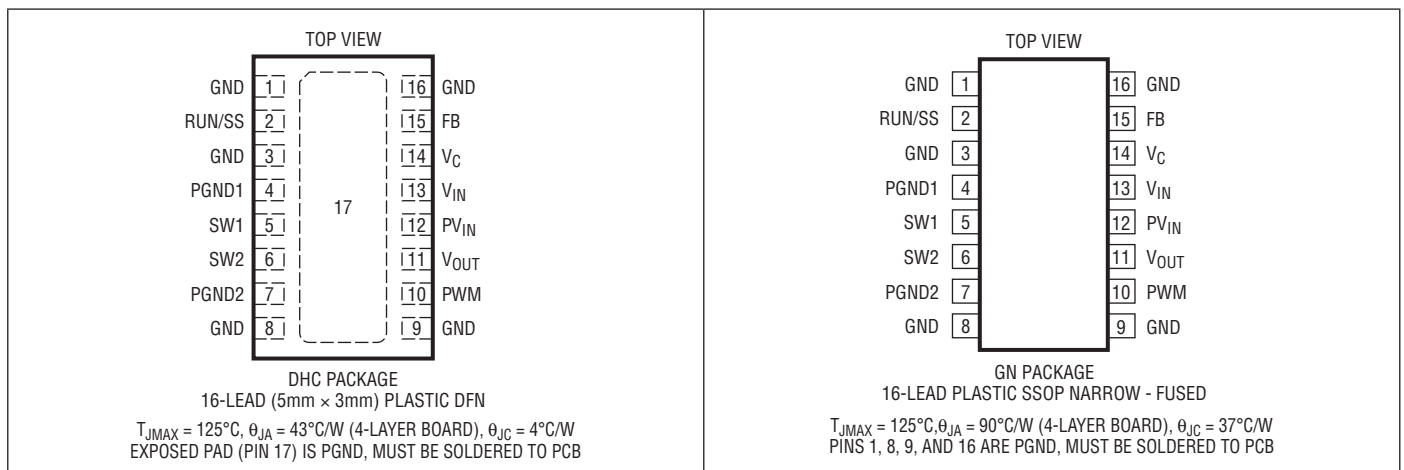 TOP VIEW
GND 1 16 GND
RUN/SS 2 15 FB
GND 3 14 VC
PGND1 4 13 VIN
17
SW1 5 12 PVIN
SW2 6 11 VOUT
PGND2 7 10 PWM
GND 8 9 GND
DHC PACKAGE
16-LEAD (5mm × 3mm) PLASTIC DFN
TJMAX = 125°C, θJA = 43°C/W (4-LAYER BOARD), θJC = 4°C/W
EXPOSED PAD (PIN 17) IS PGND, MUST BE SOLDERED TO PCB
TOP VIEW
GND 1 16 GND
RUN/SS 2 15 FB
GND 3 14 VC
PGND1 4 13 VIN
SW1 5 12 PVIN
SW2 6 11 VOUT
PGND2 7 10 PWM
GND 8 9 GND
GN PACKAGE
16-LEAD PLASTIC SSOP NARROW - FUSED
TJMAX = 125°C,θJA = 90°C/W (4-LAYER BOARD), θJC = 37°C/W
PINS 1, 8, 9, AND 16 ARE PGND, MUST BE SOLDERED TO PCB